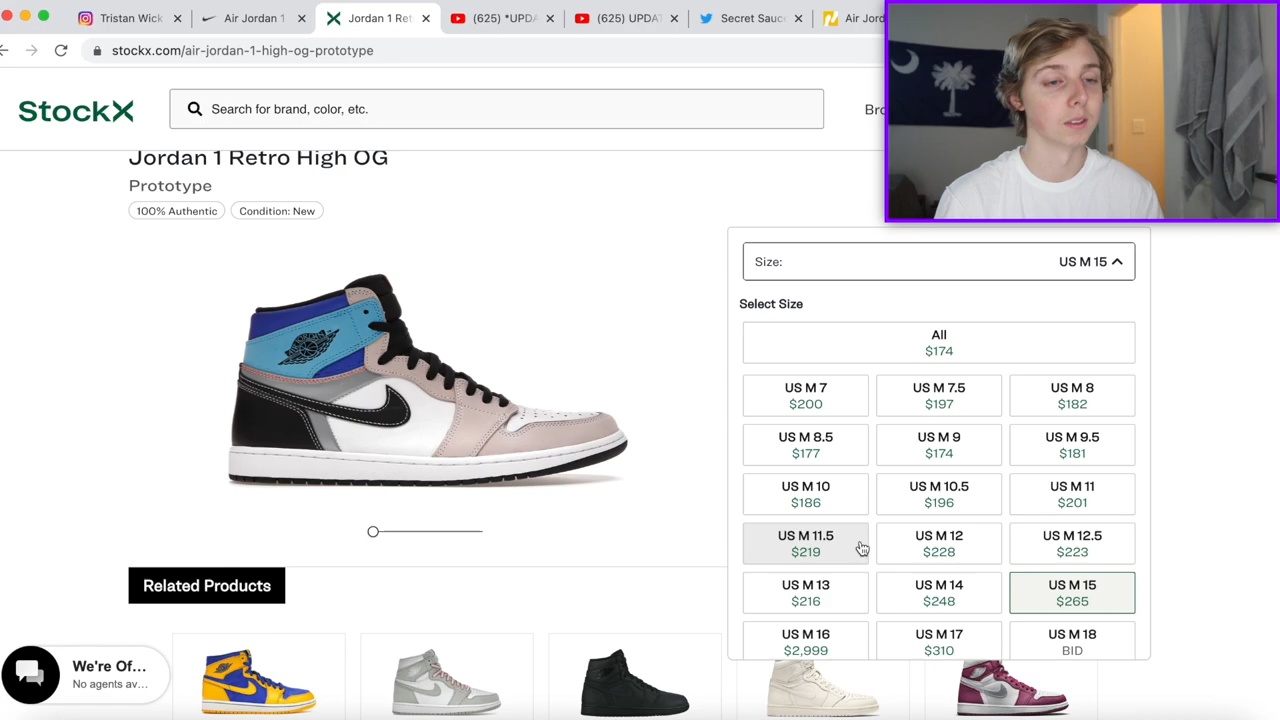 Tristan Wick
Air Jordan 1
Jordan 1 Ret
(625) *UPDA
(625) UPDAT
Secret Sauc
Air Jord
stockx.com/air-jordan-1-high-og-prototype
StockX
Search for brand, color, etc.
Bro
Jordan 1 Retro High OG
Prototype
100% Authentic
Condition: New
Size:
US M 15
Select Size
All
$174
US M 7
$200
US M 7.5
$197
US M 8
$182
US M 8.5
$177
US M 9
$174
US M 9.5
$181
US M 10
$186
US M 10.5
$196
US M 11
$201
US M 11.5
$219
US M 12
$228
US M 12.5
$223
US M 13
$216
US M 14
$248
US M 15
$265
US M 16
$2,999
US M 17
$310
US M 18
BID
Related Products
We're Of...
No agents av...